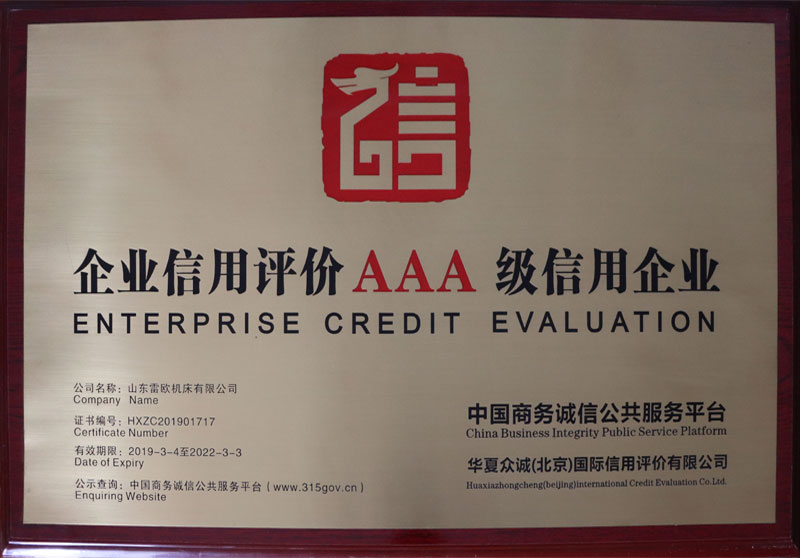 信
企业信用评价AAA 级信用企业
ENTERPRISE CREDIT EVALUATION
公司名称：山东雷欧机床有限公司
Company Name
证书编号：HXZC201901717
Certificate Number
有效期限：2019-3-4至2022-3-3
Date of Expiry
公示查询：中国商务诚信公共服务平台（www.315gov.cn）
Enquiring Website
中国商务诚信公共服务平台
China Business Integrity Public Service Platform
华夏众诚(北京)国际信用评价有限公司
Huaxiazhongcheng(beijing)international Credit Evaluation Co.Ltd.